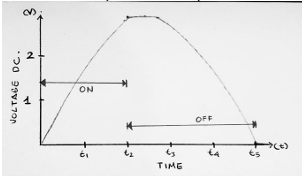 (V)
2
1
VOLTAGE DC.
ON
OFF
t1 t2 t3 t4 t5 (t)
TIME